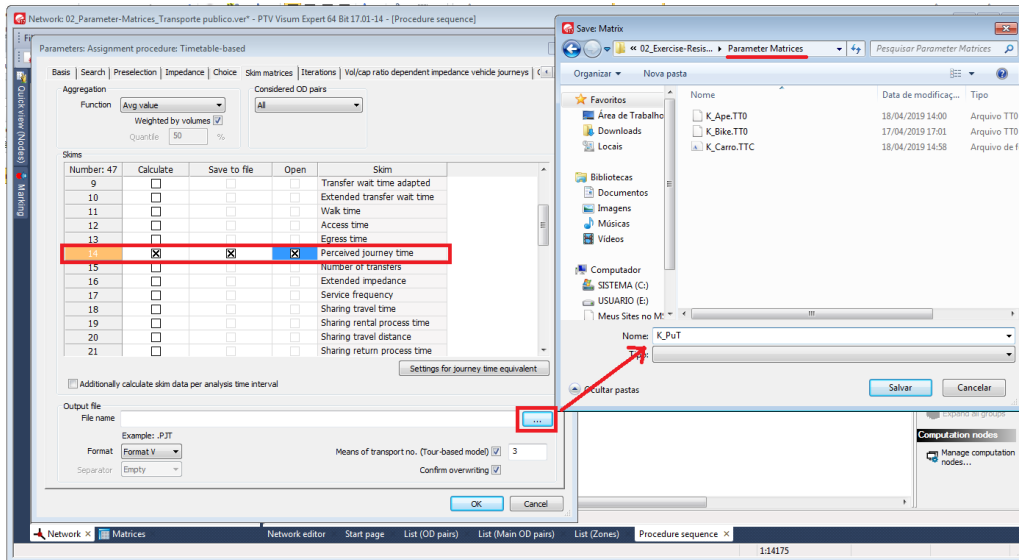 Network: 02_Parameter-Matrices_Transporte publico.ver* - PTV Visum Expert 64 Bit 17.01-14 - [Procedure sequence]
Parameters: Assignment procedure: Timetable-based
Basis | Search | Preselection | Impedance | Choice | Skim matrices | Iterations | Vol/cap ratio dependent impedance vehicle journeys
Aggregation
Function Avg value
Weighted by volumes
Quantile 50 %
Considered OD pairs
All
Skims
Number: 47 Calculate Save to file Open Skim
9 Transfer wait time adapted
10 Extended transfer wait time
11 Walk time
12 Access time
13 Egress time
14 Perceived journey time
15 Number of transfers
16 Extended impedance
17 Service frequency
18 Sharing travel time
19 Sharing rental process time
20 Sharing travel distance
21 Sharing return process time
Settings for journey time equivalent
Additionally calculate skim data per analysis time interval
Output file
File name ...
Example: .PJT
Format Format V Means of transport no. (Tour-based model) 3
Separator Empty Confirm overwriting
OK Cancel
Quick view (Nodes)
Marking
Save: Matrix
« 02_Exercise-Resis... Parameter Matrices Pesquisar Parameter Matrices
Organizar Nova pasta
Favoritos
Área de Trabalho
Downloads
Locais
Bibliotecas
Documentos
Imagens
Músicas
Vídeos
Computador
SISTEMA (C:)
USUARIO (E:)
Meus Sites no M
Nome Data de modificaç... Tipo
K_Ape.TT0 18/04/2019 14:00 Arquivo TT0
K_Bike.TT0 17/04/2019 17:01 Arquivo TT0
K_Carro.TTC 18/04/2019 14:58 Arquivo de f
Nome: K_PuT
Tipo:
Ocultar pastas
Salvar Cancelar
Expand all groups
Computation nodes
Manage computation
nodes...
Network Matrices Network editor Start page List (OD pairs) List (Main OD pairs) List (Zones) Procedure sequence
1:14175